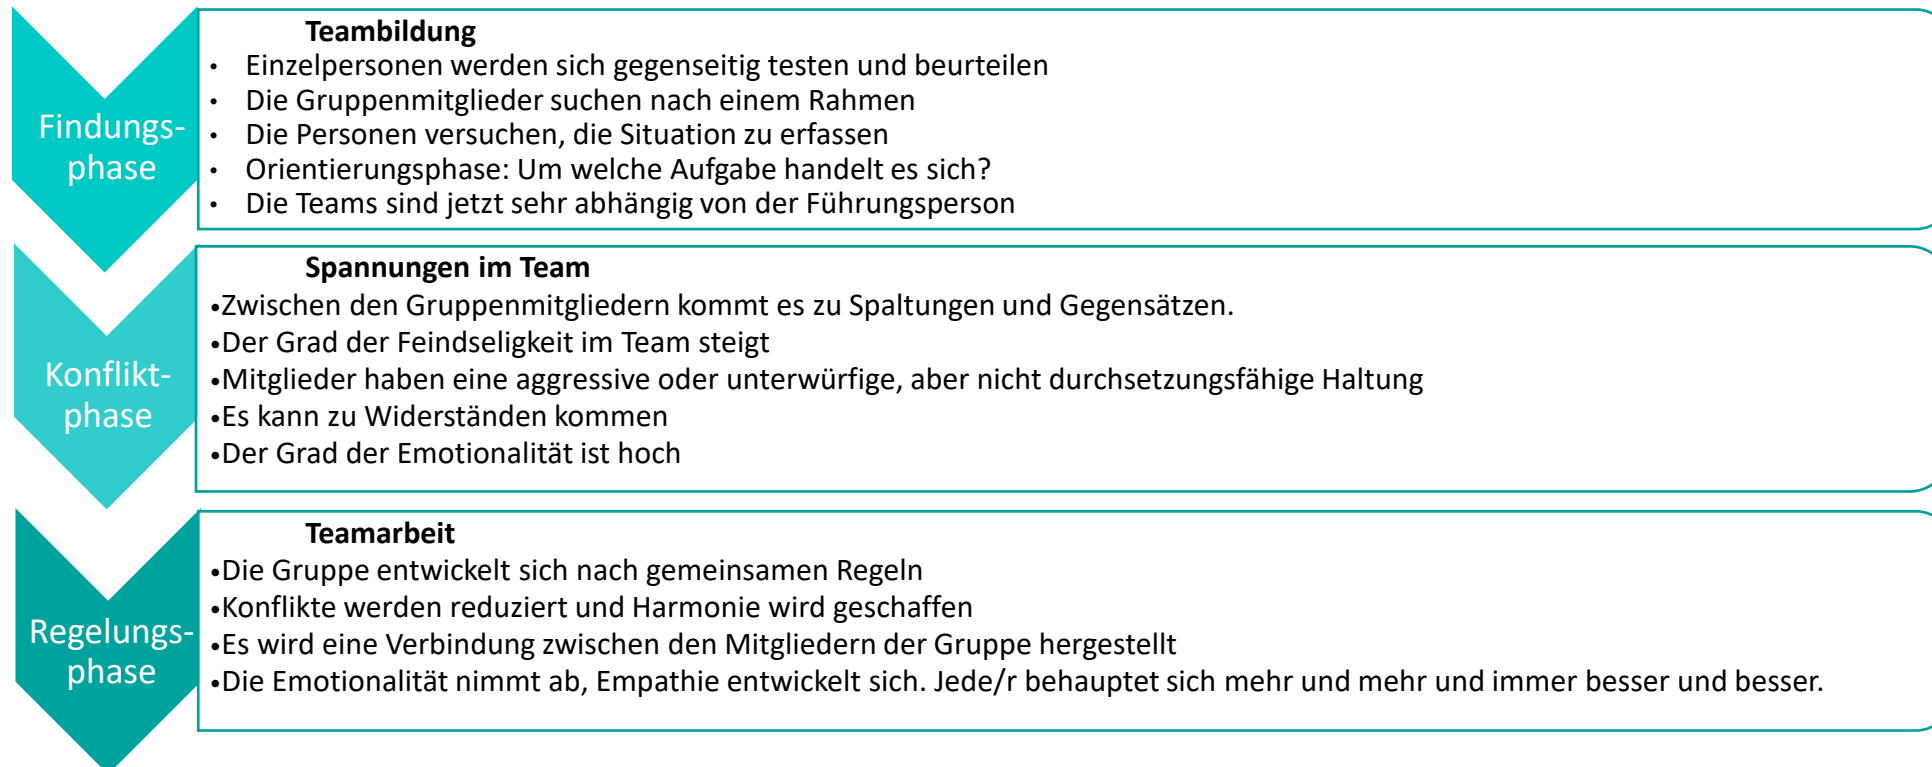 Findungs-
phase
Teambildung
• Einzelpersonen werden sich gegenseitig testen und beurteilen
• Die Gruppenmitglieder suchen nach einem Rahmen
• Die Personen versuchen, die Situation zu erfassen
• Orientierungsphase: Um welche Aufgabe handelt es sich?
• Die Teams sind jetzt sehr abhängig von der Führungsperson
Konflikt-
phase
Spannungen im Team
•Zwischen den Gruppenmitgliedern kommt es zu Spaltungen und Gegensätzen.
•Der Grad der Feindseligkeit im Team steigt
•Mitglieder haben eine aggressive oder unterwürfige, aber nicht durchsetzungsfähige Haltung
•Es kann zu Widerständen kommen
•Der Grad der Emotionalität ist hoch
Regelungs-
phase
Teamarbeit
•Die Gruppe entwickelt sich nach gemeinsamen Regeln
•Konflikte werden reduziert und Harmonie wird geschaffen
•Es wird eine Verbindung zwischen den Mitgliedern der Gruppe hergestellt
•Die Emotionalität nimmt ab, Empathie entwickelt sich. Jede/r behauptet sich mehr und mehr und immer besser und besser.